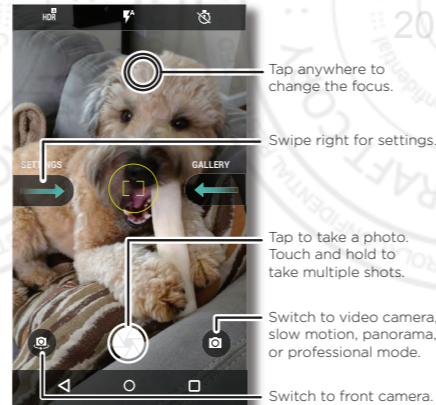 HDR
A
20
Tap anywhere to
change the focus.
Swipe right for settings.
SETTINGS
GALLERY
Tap to take a photo.
Touch and hold to
take multiple shots.
Switch to video camera,
slow motion, panorama,
or professional mode.
Switch to front camera.